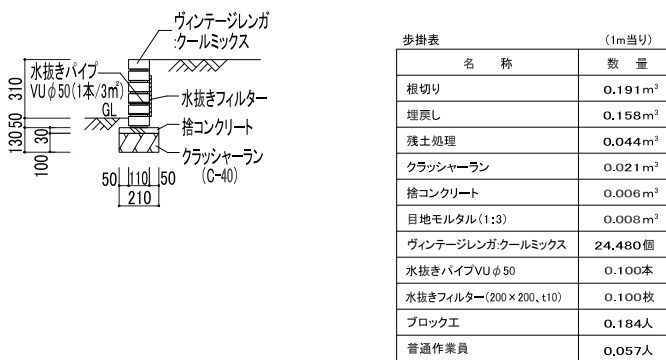 ヴィンテージレンガ
:クールミックス
水抜きパイプ
VUφ50(1本/3㎡)
GL
水抜きフィルター
捨コンクリート
クラッシャーラン
(C-40)
310
50
130
30
100
50 110 50
210
歩掛表 (1m当り)
名 称 数 量
根切り 0.191m³
埋戻し 0.158m³
残土処理 0.044m³
クラッシャーラン 0.021m³
捨コンクリート 0.006m³
目地モルタル(1:3) 0.008m³
ヴィンテージレンガ:クールミックス 24.480個
水抜きパイプVUφ50 0.100本
水抜きフィルター(200×200、t10) 0.100枚
ブロック工 0.184人
普通作業員 0.057人